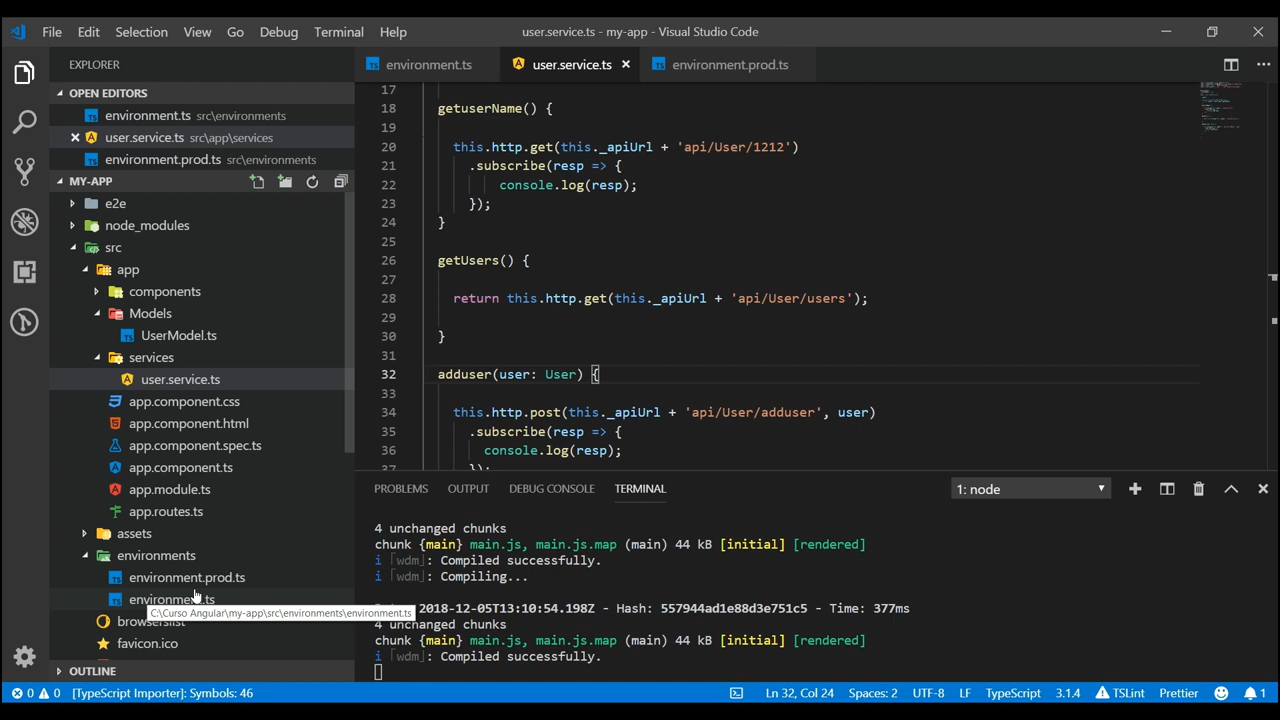 File Edit Selection View Go Debug Terminal Help
user.service.ts - my-app - Visual Studio Code
EXPLORER
OPEN EDITORS
environment.ts src\environments
user.service.ts src\app\services
environment.prod.ts src\environments
MY-APP
e2e
node_modules
src
app
components
Models
UserModel.ts
services
user.service.ts
app.component.css
app.component.html
app.component.spec.ts
app.component.ts
app.module.ts
app.routes.ts
assets
environments
environment.prod.ts
environment.ts
C:\Curso Angular\my-app\src\environments\environment.ts
browserslist
favicon.ico
OUTLINE
environment.ts user.service.ts environment.prod.ts
17
18 getuserName() {
19
20 this.http.get(this._apiUrl + 'api/User/1212')
21 .subscribe(resp => {
22 console.log(resp);
23 });
24 }
25
26 getUsers() {
27
28 return this.http.get(this._apiUrl + 'api/User/users');
29
30 }
31
32 adduser(user: User) {
33
34 this.http.post(this._apiUrl + 'api/User/adduser', user)
35 .subscribe(resp => {
36 console.log(resp);
37 });
PROBLEMS OUTPUT DEBUG CONSOLE TERMINAL 1: node
4 unchanged chunks
chunk {main} main.js, main.js.map (main) 44 kB [initial] [rendered]
i ｢wdm｣: Compiled successfully.
i ｢wdm｣: Compiling...
2018-12-05T13:10:54.198Z - Hash: 557944ad1e88d3e751c5 - Time: 377ms
4 unchanged chunks
chunk {main} main.js, main.js.map (main) 44 kB [initial] [rendered]
i ｢wdm｣: Compiled successfully.
0 0 [TypeScript Importer]: Symbols: 46 Ln 32, Col 24 Spaces: 2 UTF-8 LF TypeScript 3.1.4 TSLint Prettier 1